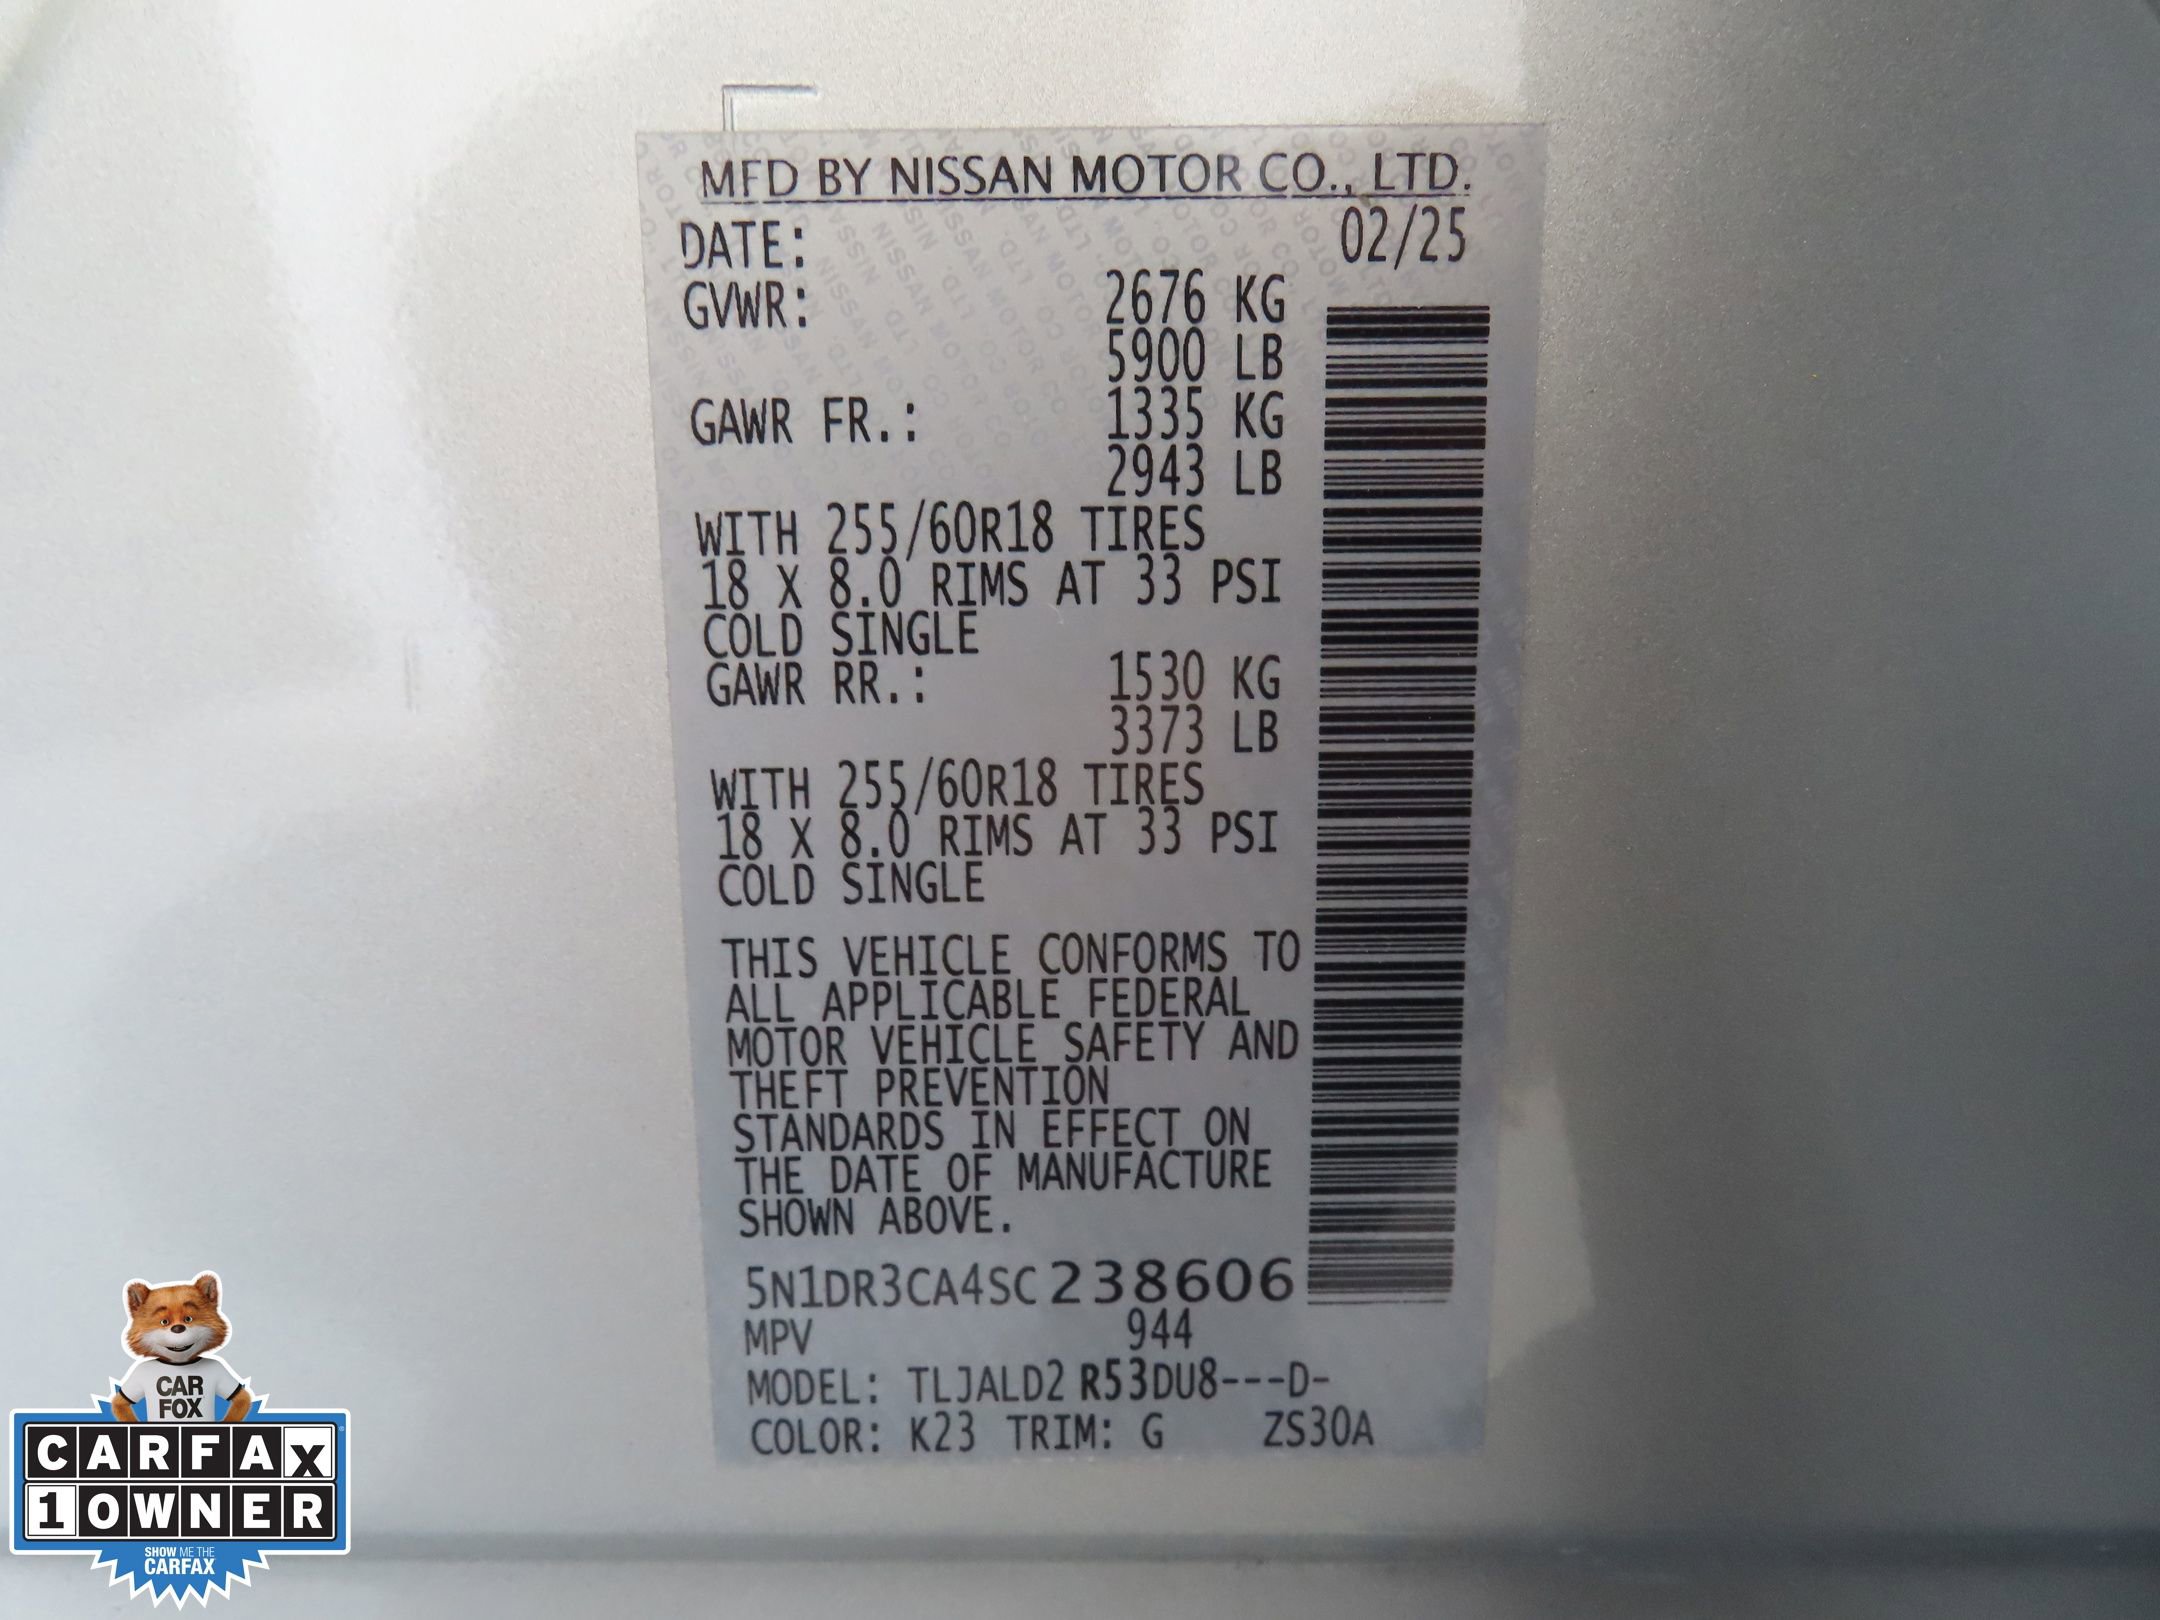 MFD BY NISSAN MOTOR CO., LTD.
DATE: 02/25
GVWR: 2676 KG
5900 LB
GAWR FR.: 1335 KG
2943 LB
WITH 255/60R18 TIRES
18 X 8.0 RIMS AT 33 PSI
COLD SINGLE
GAWR RR.: 1530 KG
3373 LB
WITH 255/60R18 TIRES
18 X 8.0 RIMS AT 33 PSI
COLD SINGLE
THIS VEHICLE CONFORMS TO
ALL APPLICABLE FEDERAL
MOTOR VEHICLE SAFETY AND
THEFT PREVENTION
STANDARDS IN EFFECT ON
THE DATE OF MANUFACTURE
SHOWN ABOVE.
5N1DR3CA4SC238606
MPV 944
MODEL: TLJALD2 R53DU8---D-
COLOR: K23 TRIM: G ZS30A
CAR
FOX
CARFAX
1 OWNER
SHOW ME THE
CARFAX